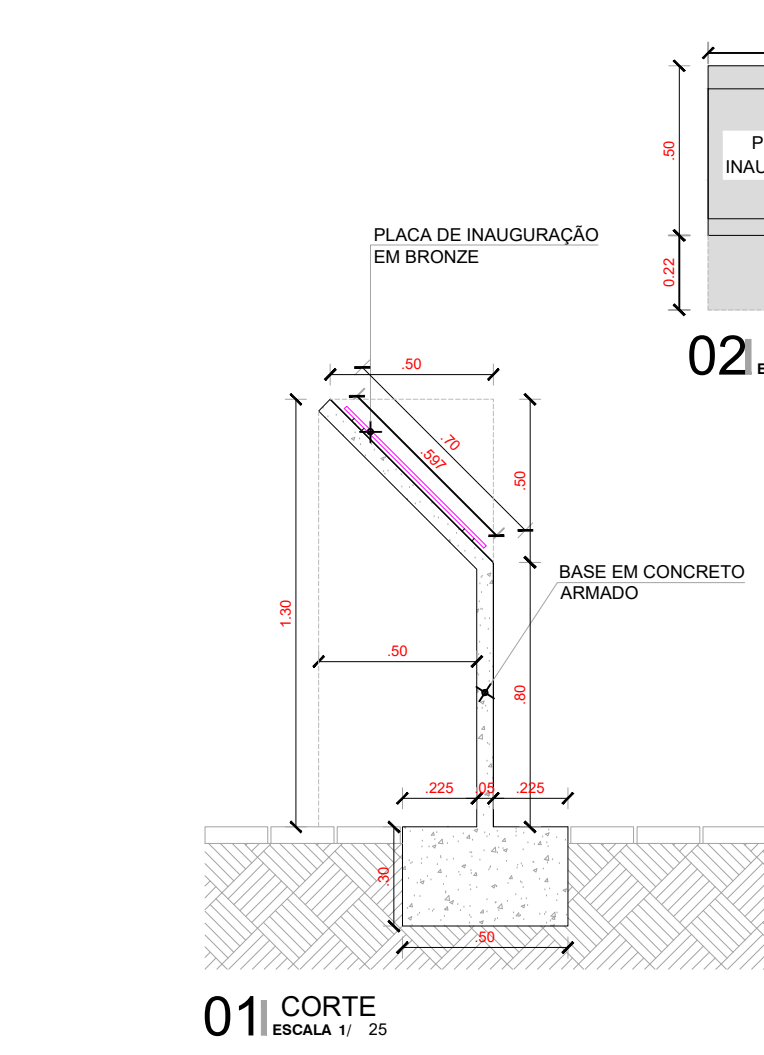 .50
P
INAU
0.22
02
E
PLACA DE INAUGURAÇÃO
EM BRONZE
.50
.70
.597
.50
BASE EM CONCRETO
ARMADO
1.30
.50
.80
.225 .05 .225
.30
.50
01 CORTE
ESCALA 1/ 25